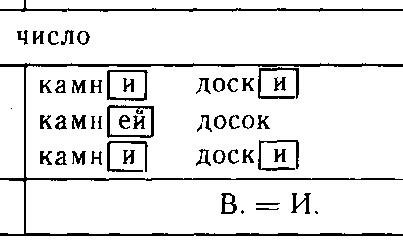 число
камни доски
камней досок
камни доски
В. = И.